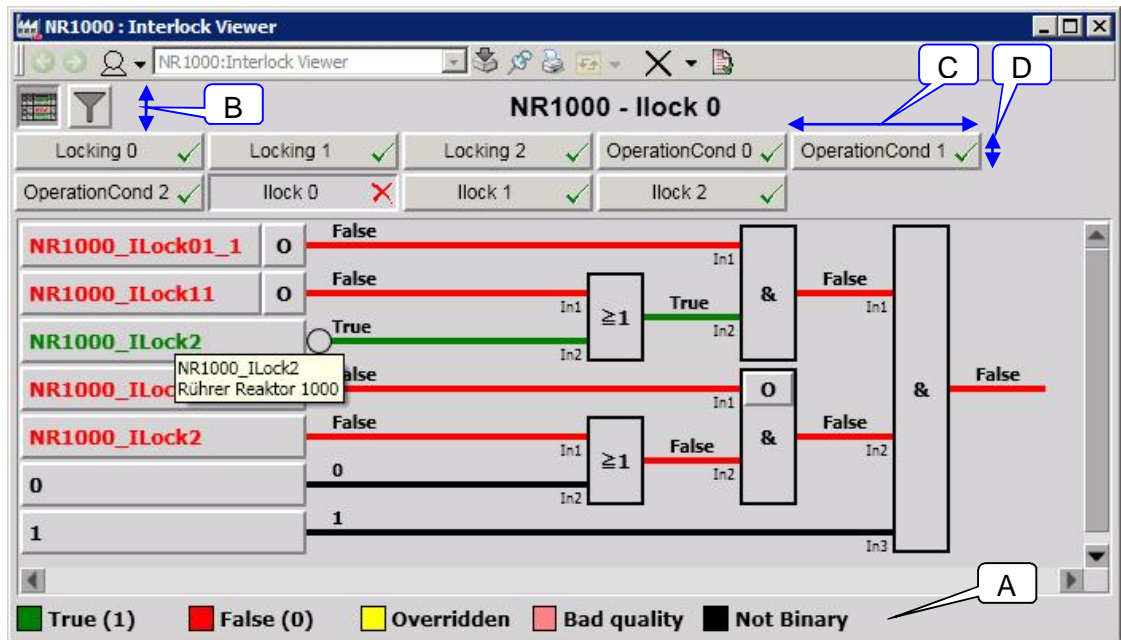 NR1000 : Interlock Viewer
NR1000:Interlock Viewer
C D
B NR1000 - Ilock 0
Locking 0 Locking 1 Locking 2 OperationCond 0 OperationCond 1
OperationCond 2 Ilock 0 Ilock 1 Ilock 2
NR1000_ILock01_1 O False In1
NR1000_ILock11 O False In1 ≥1 True In2 & False In1
NR1000_ILock2 True In2
NR1000_ILock2
Rührer Reaktor 1000
NR1000_ILoc alse In1 O & False
NR1000_ILock2 False In1 ≥1 False In2 & False In2
0 0 In2
1 1 In3
A
True (1) False (0) Overridden Bad quality Not Binary